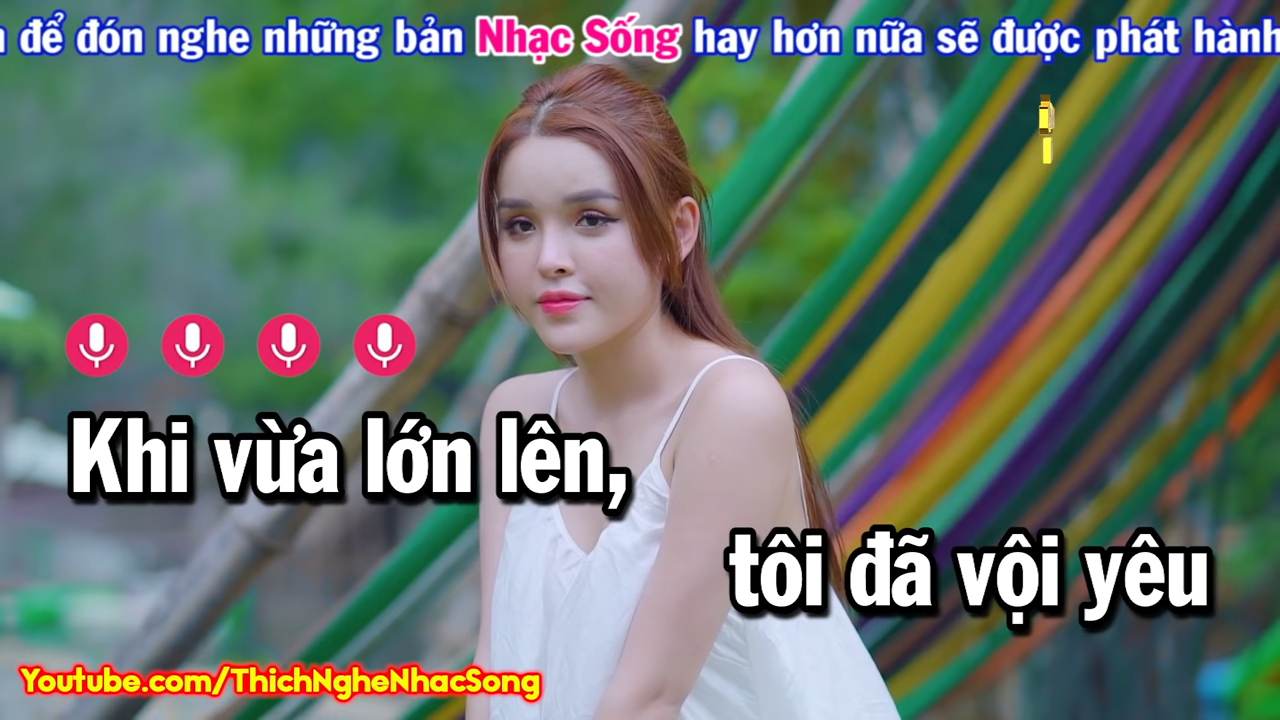 để đón nghe những bản Nhạc Sống hay hơn nữa sẽ được phát hành
Khi vừa lớn lên,
tôi đã vội yêu
Youtube.com/ThichNgheNhacSong